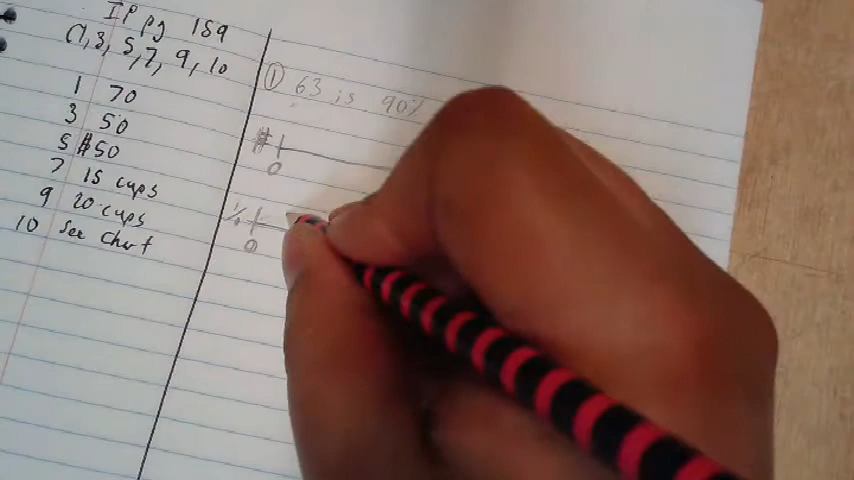 IP pg 159
(1, 3, 5, 7, 9, 10
1 70
3 50
5 $50
7 15 cups
9 20 cups
10 See Chart
① 63 is 90%
#
0
%
0